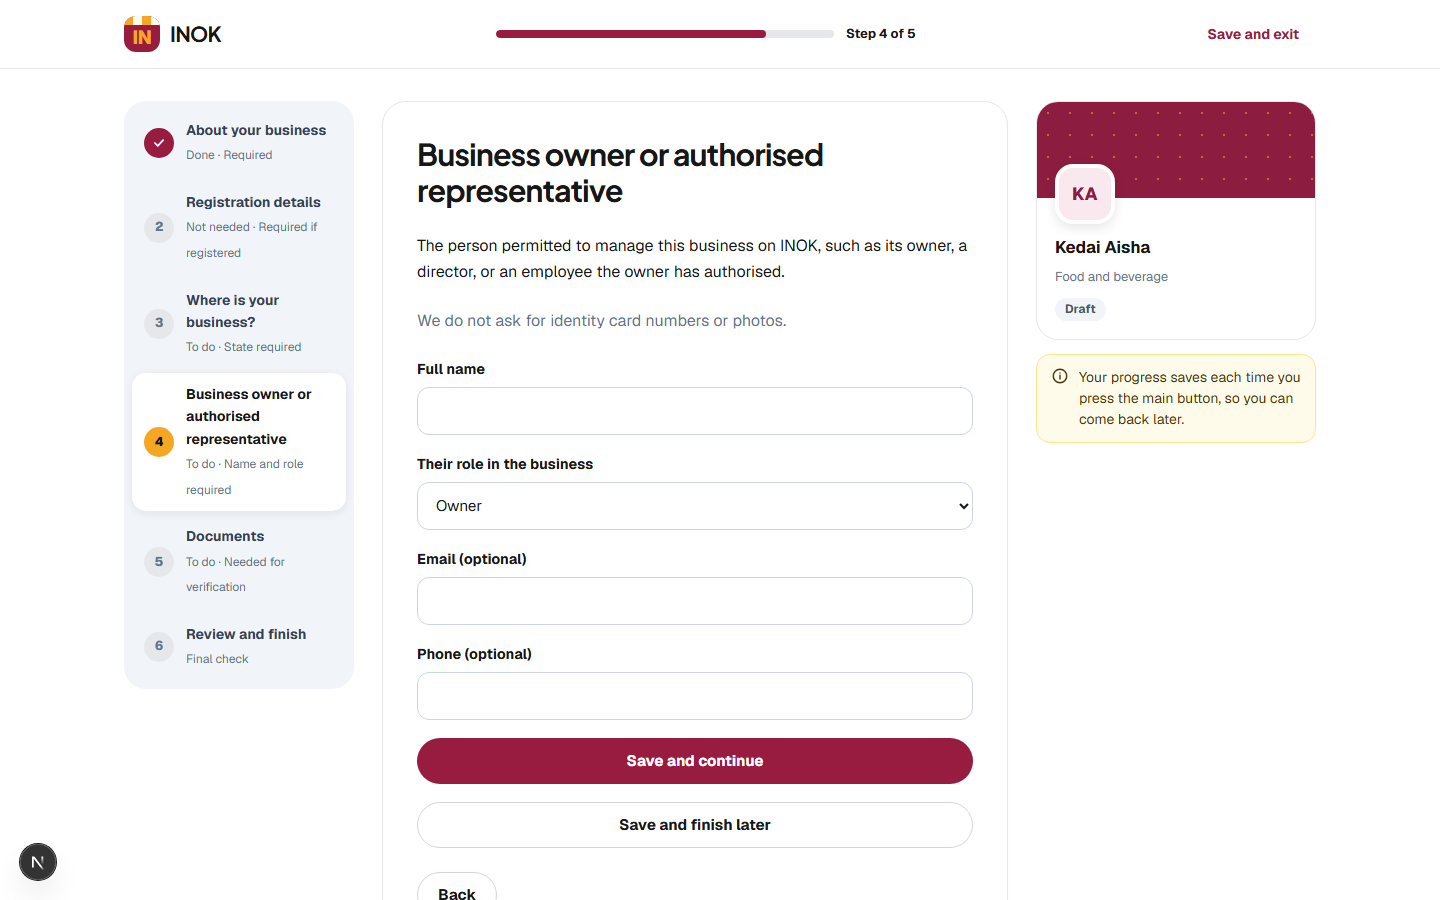 IN INOK
Step 4 of 5
Save and exit
About your business
Done · Required
2
Registration details
Not needed · Required if
registered
3
Where is your
business?
To do · State required
4
Business owner or
authorised
representative
To do · Name and role
required
5
Documents
To do · Needed for
verification
6
Review and finish
Final check
Business owner or authorised
representative
The person permitted to manage this business on INOK, such as its owner, a
director, or an employee the owner has authorised.
We do not ask for identity card numbers or photos.
Full name
Their role in the business
Owner
Email (optional)
Phone (optional)
Save and continue
Save and finish later
Back
KA
Kedai Aisha
Food and beverage
Draft
Your progress saves each time you
press the main button, so you can
come back later.
N